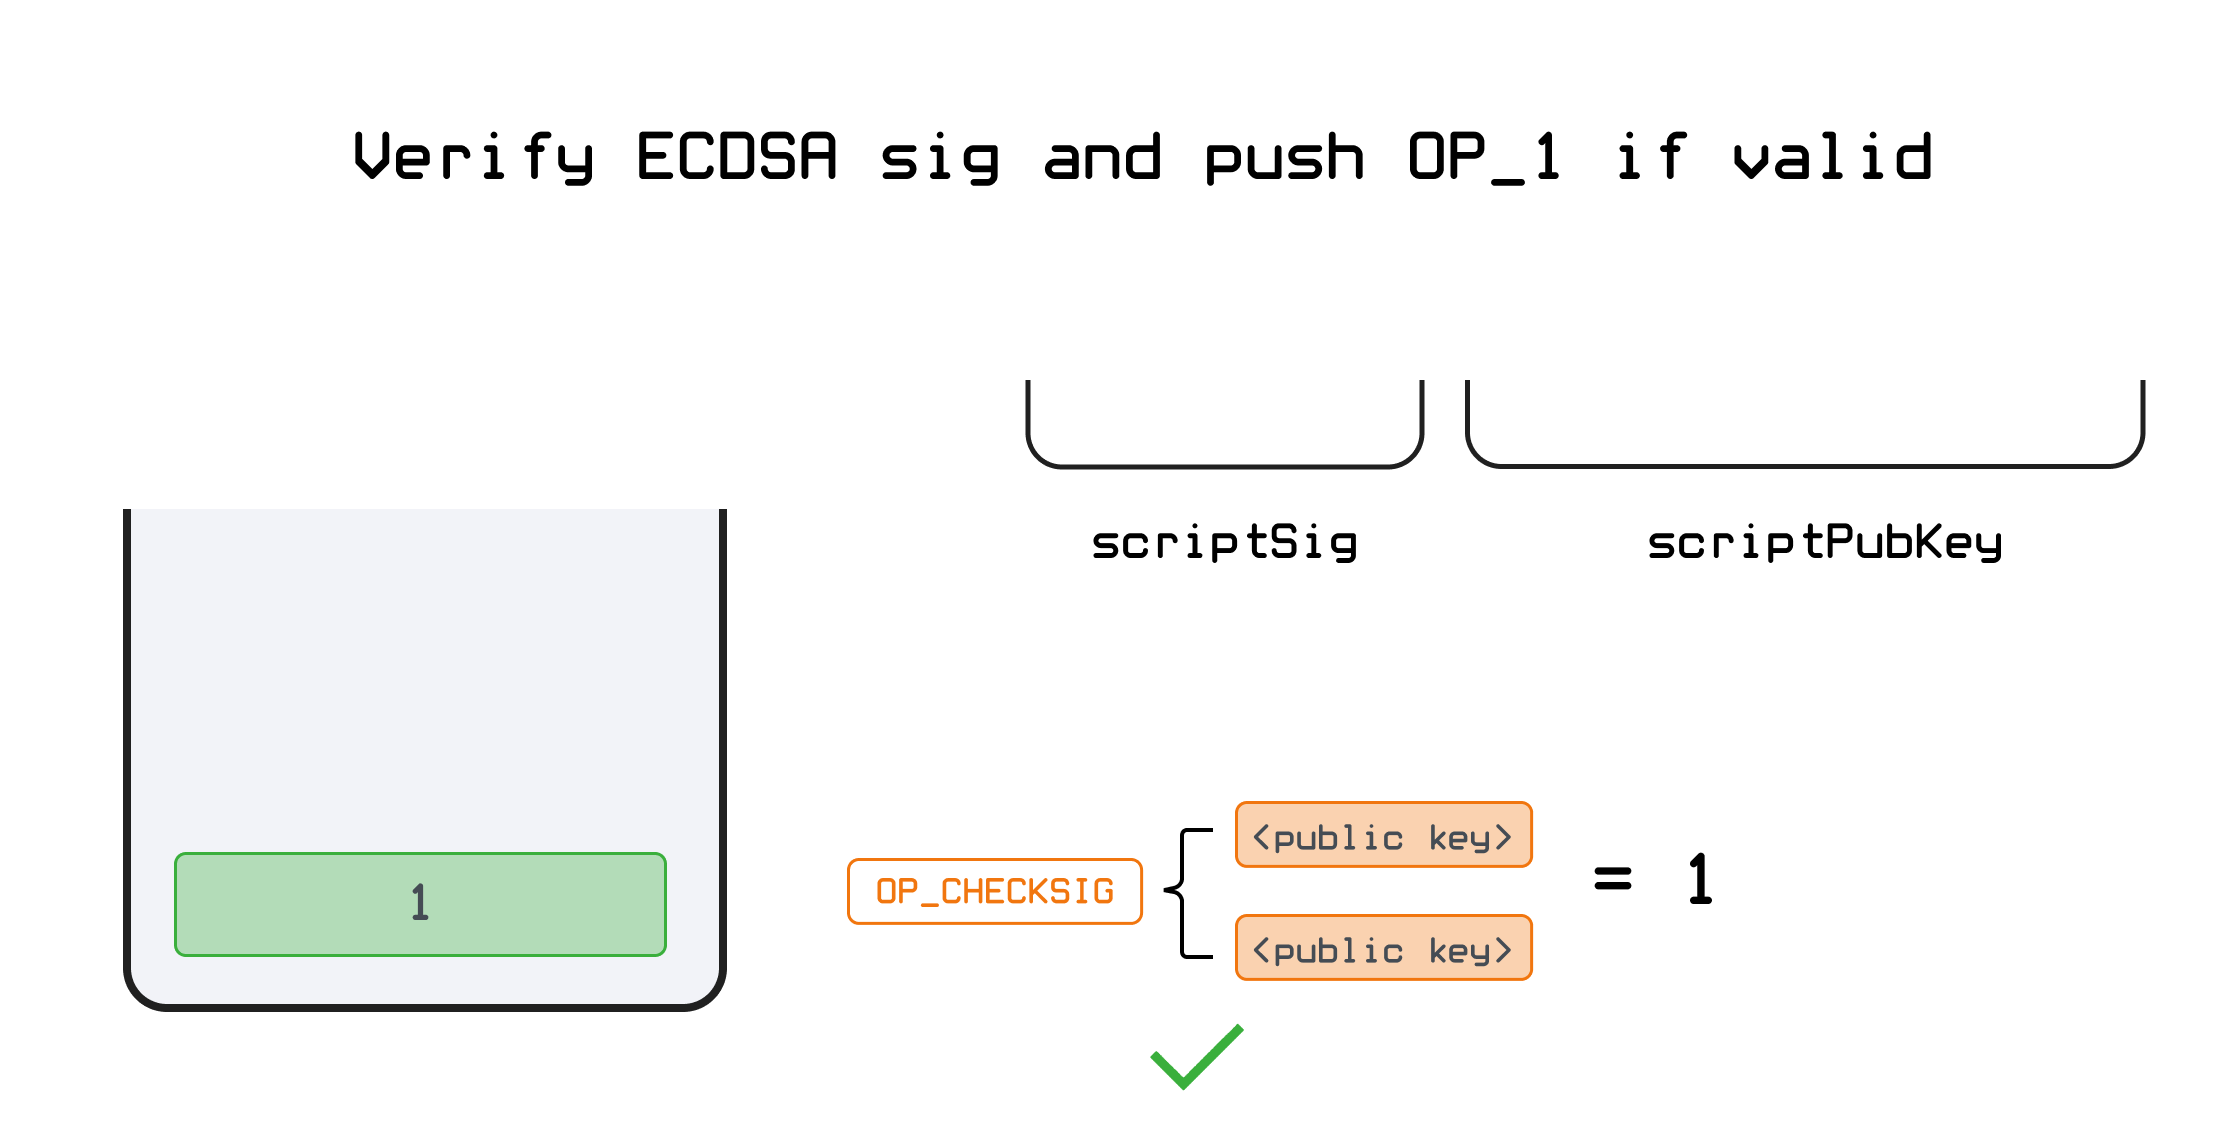 Verify ECDSA sig and push OP_1 if valid
scriptSig
scriptPubKey
1
OP_CHECKSIG
<public key>
<public key>
= 1